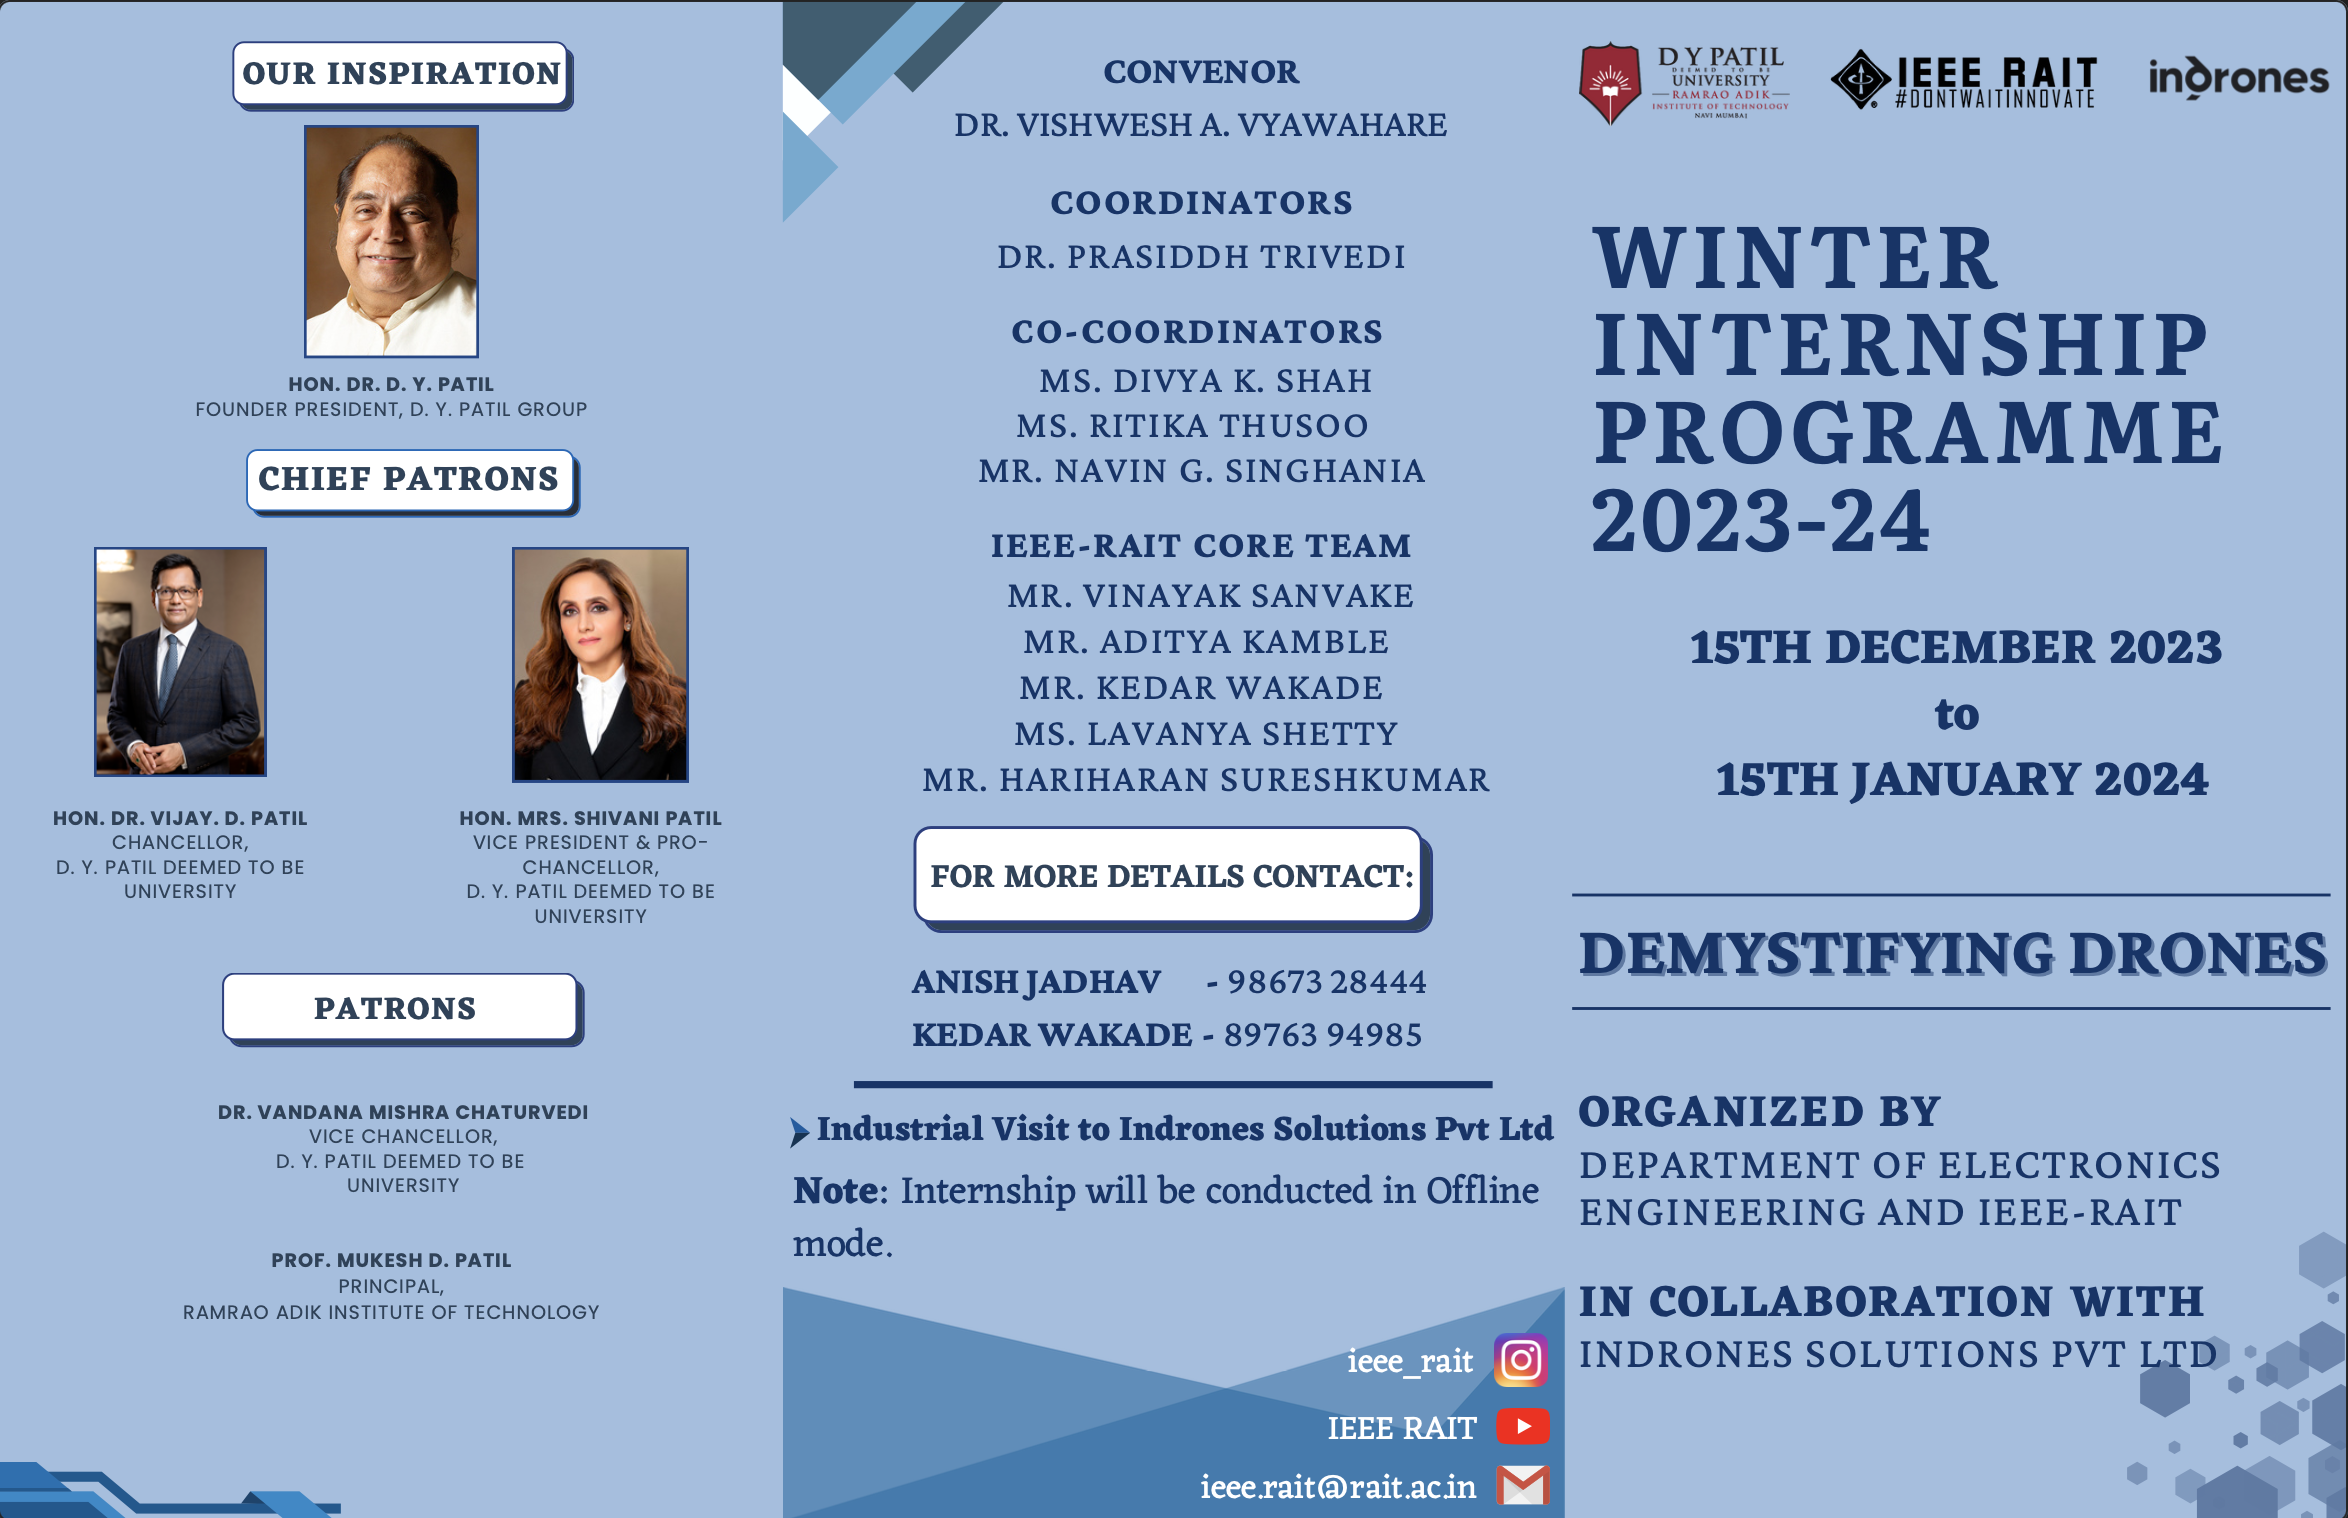 OUR INSPIRATION
HON. DR. D. Y. PATIL
FOUNDER PRESIDENT, D. Y. PATIL GROUP
CHIEF PATRONS
HON. DR. VIJAY. D. PATIL
CHANCELLOR,
D. Y. PATIL DEEMED TO BE
UNIVERSITY
HON. MRS. SHIVANI PATIL
VICE PRESIDENT & PRO-
CHANCELLOR,
D. Y. PATIL DEEMED TO BE
UNIVERSITY
PATRONS
DR. VANDANA MISHRA CHATURVEDI
VICE CHANCELLOR,
D. Y. PATIL DEEMED TO BE
UNIVERSITY
PROF. MUKESH D. PATIL
PRINCIPAL,
RAMRAO ADIK INSTITUTE OF TECHNOLOGY
CONVENOR
DR. VISHWESH A. VYAWAHARE
COORDINATORS
DR. PRASIDDH TRIVEDI
CO-COORDINATORS
MS. DIVYA K. SHAH
MS. RITIKA THUSOO
MR. NAVIN G. SINGHANIA
IEEE-RAIT CORE TEAM
MR. VINAYAK SANVAKE
MR. ADITYA KAMBLE
MR. KEDAR WAKADE
MS. LAVANYA SHETTY
MR. HARIHARAN SURESHKUMAR
FOR MORE DETAILS CONTACT:
ANISH JADHAV - 98673 28444
KEDAR WAKADE - 89763 94985
Industrial Visit to Indrones Solutions Pvt Ltd
Note: Internship will be conducted in Offline
mode.
ieee_rait
IEEE RAIT
ieee.rait@rait.ac.in
D Y PATIL
DEEMED TO BE
UNIVERSITY
RAMRAO ADIK
INSTITUTE OF TECHNOLOGY
NAVI MUMBAI
IEEE RAIT
#DONTWAITINNOVATE
indrones
WINTER
INTERNSHIP
PROGRAMME
2023-24
15TH DECEMBER 2023
to
15TH JANUARY 2024
DEMYSTIFYING DRONES
ORGANIZED BY
DEPARTMENT OF ELECTRONICS
ENGINEERING AND IEEE-RAIT
IN COLLABORATION WITH
INDRONES SOLUTIONS PVT LTD